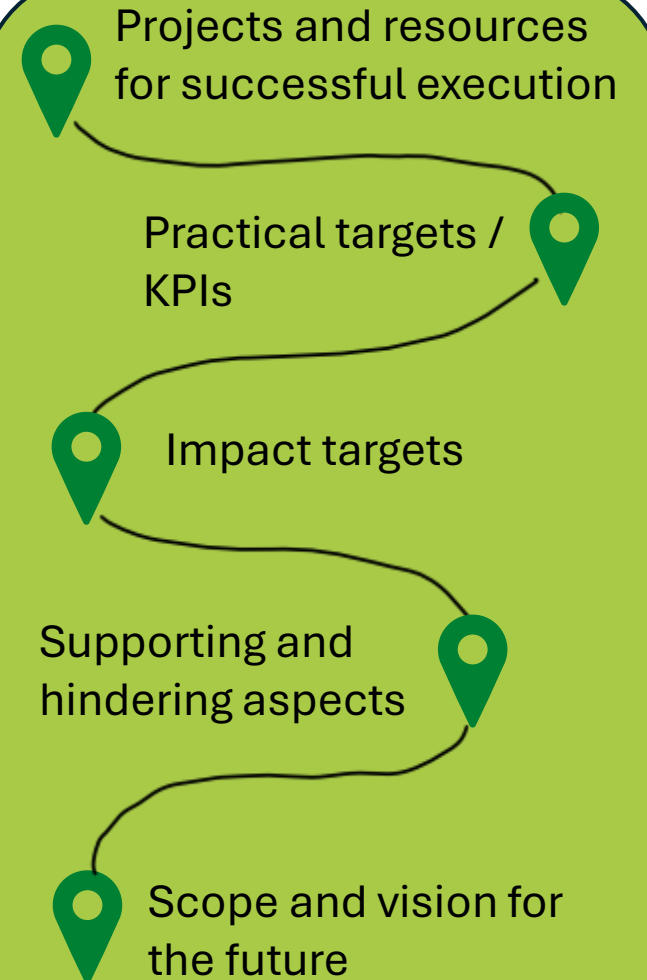 Projects and resources
for successful execution
Practical targets /
KPIs
Impact targets
Supporting and
hindering aspects
Scope and vision for
the future